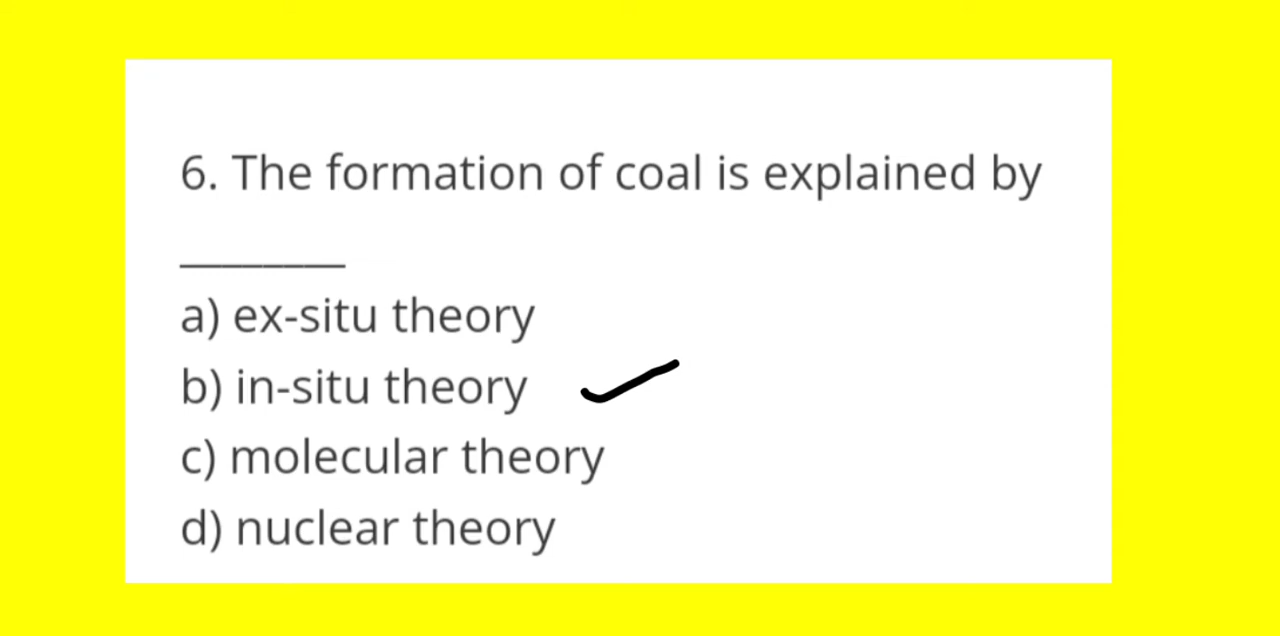 6. The formation of coal is explained by
________
a) ex-situ theory
b) in-situ theory
c) molecular theory
d) nuclear theory